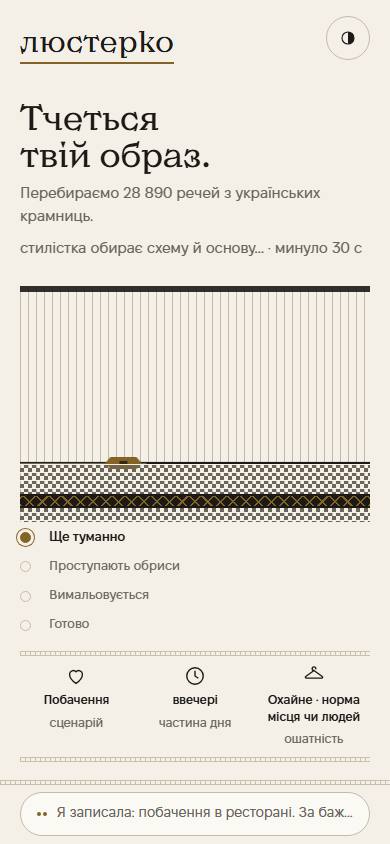 люстерко
Тчеться
твій образ.
Перебираємо 28 890 речей з українських
крамниць.
стилістка обирає схему й основу... · минуло 30 с
Ще туманно
Проступають обриси
Вимальовується
Готово
Побачення
сценарій
ввечері
частина дня
Охайне · норма
місця чи людей
ошатність
Я записала: побачення в ресторані. За баж...